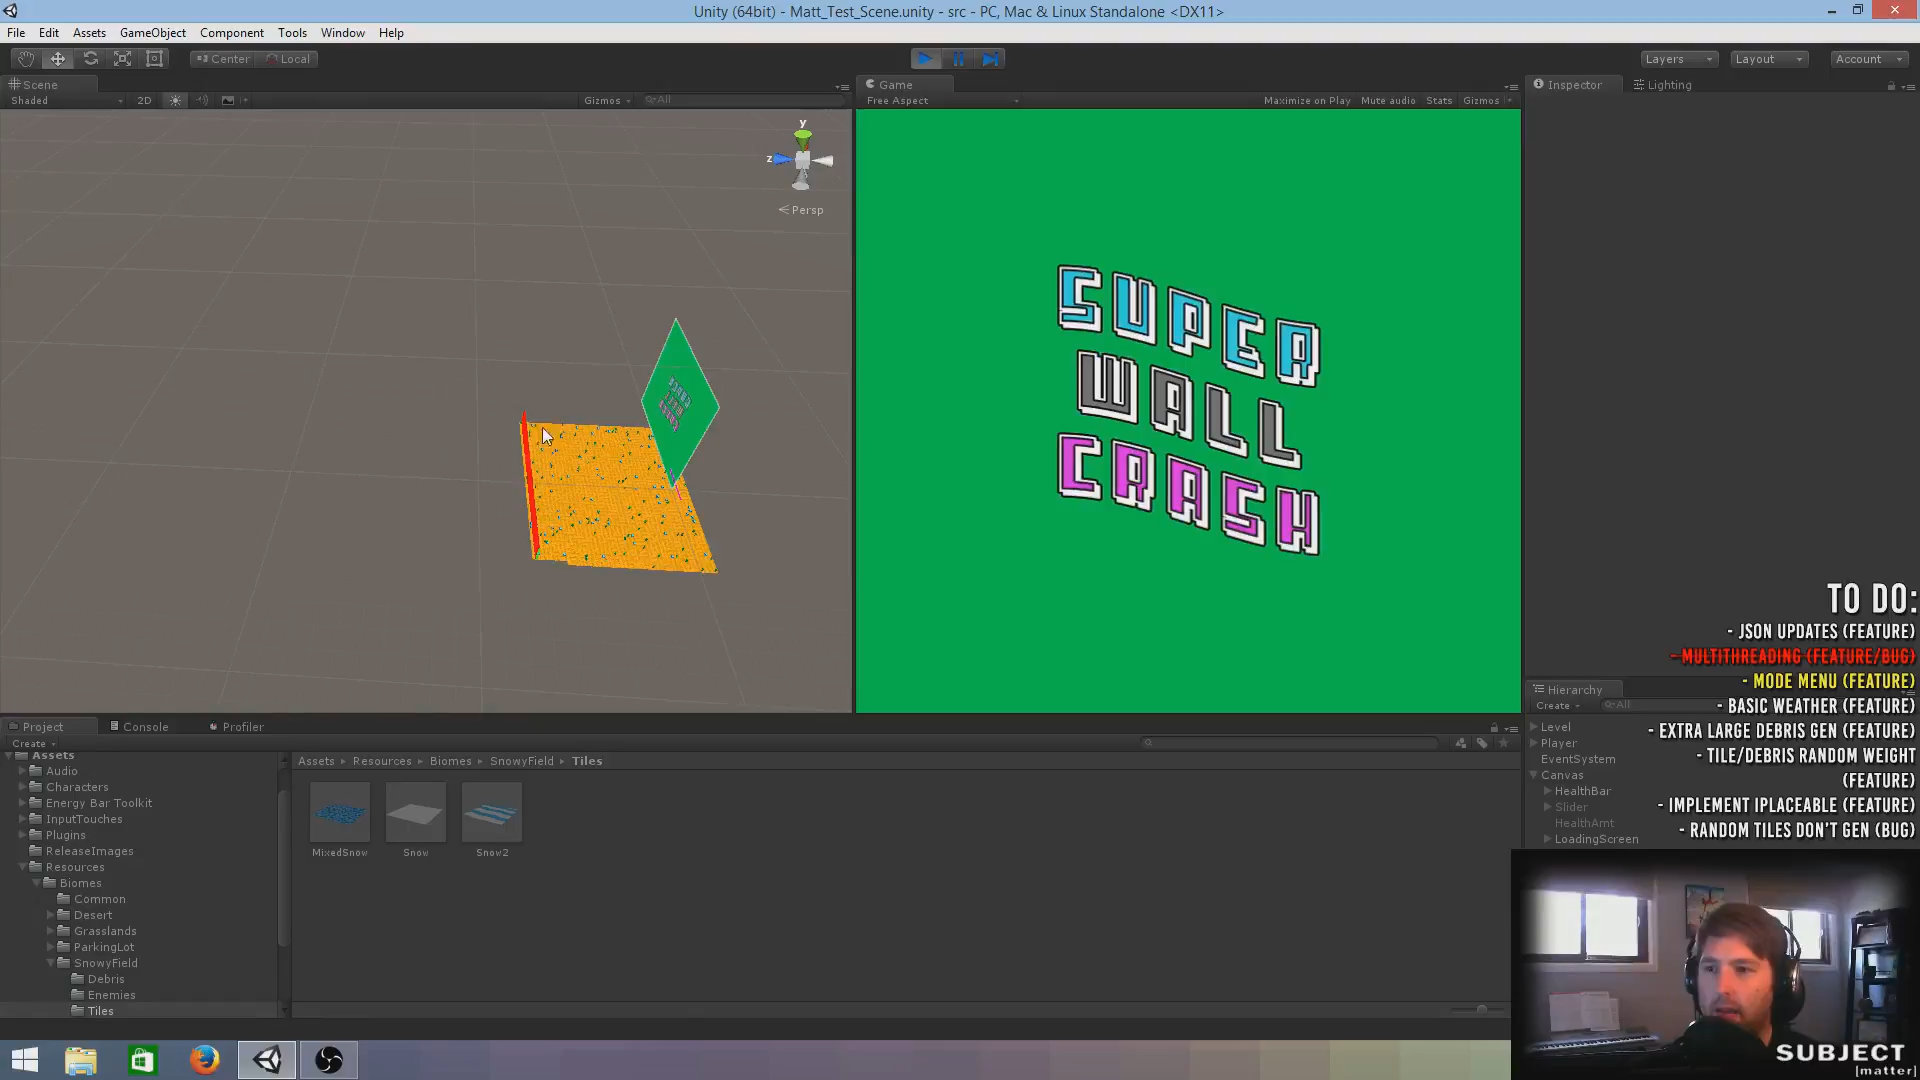 Unity (64bit) - Matt_Test_Scene.unity - src - PC, Mac & Linux Standalone <DX11>
File Edit Assets GameObject Component Tools Window Help
Center Local
Layers Layout Account
Scene
Game
Inspector Lighting
Shaded 2D Gizmos All
Free Aspect Maximize on Play Mute audio Stats Gizmos
y
z
Persp
SUPER
WALL
CRASH
SUPER
WALL
CRASH
TO DO:
- JSON UPDATES (FEATURE)
- MULTITHREADING (FEATURE/BUG)
- MODE MENU (FEATURE)
- BASIC WEATHER (FEATURE)
- EXTRA LARGE DEBRIS GEN (FEATURE)
- TILE/DEBRIS RANDOM WEIGHT
(FEATURE)
- IMPLEMENT IPLACEABLE (FEATURE)
- RANDOM TILES DON'T GEN (BUG)
Hierarchy
Create All
Level
Player
EventSystem
Canvas
HealthBar
Slider
HealthAmt
LoadingScreen
Project Console Profiler
Create
Assets
Audio
Characters
Energy Bar Toolkit
InputTouches
Plugins
ReleaseImages
Resources
Biomes
Common
Desert
Grasslands
ParkingLot
SnowyField
Debris
Enemies
Tiles
Assets Resources Biomes SnowyField Tiles
MixedSnow Snow Snow2
SUBJECT
[matter]